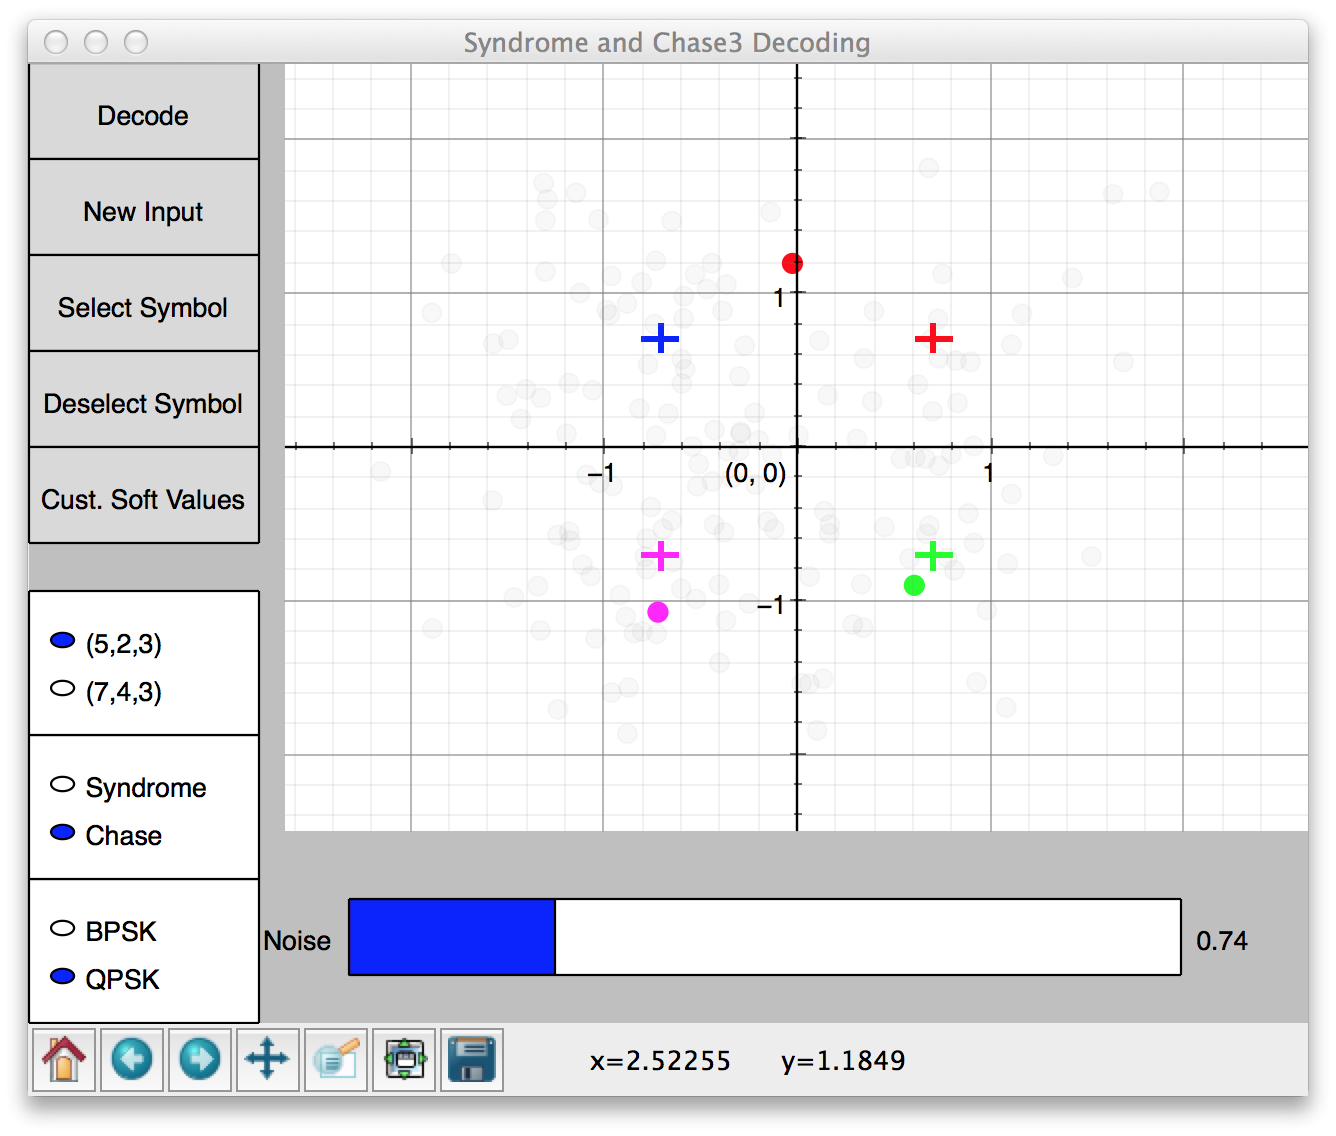 Syndrome and Chase3 Decoding
Decode
New Input
Select Symbol
Deselect Symbol
Cust. Soft Values
1
−1
(0, 0)
1
−1
(5,2,3)
(7,4,3)
Syndrome
Chase
BPSK
QPSK
Noise
0.74
x=2.52255 y=1.1849